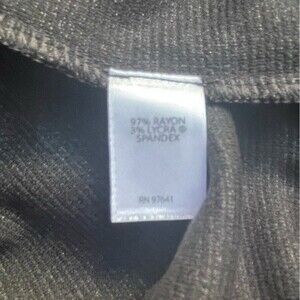 97% RAYON
3% LYCRA ®
SPANDEX
RN 97641